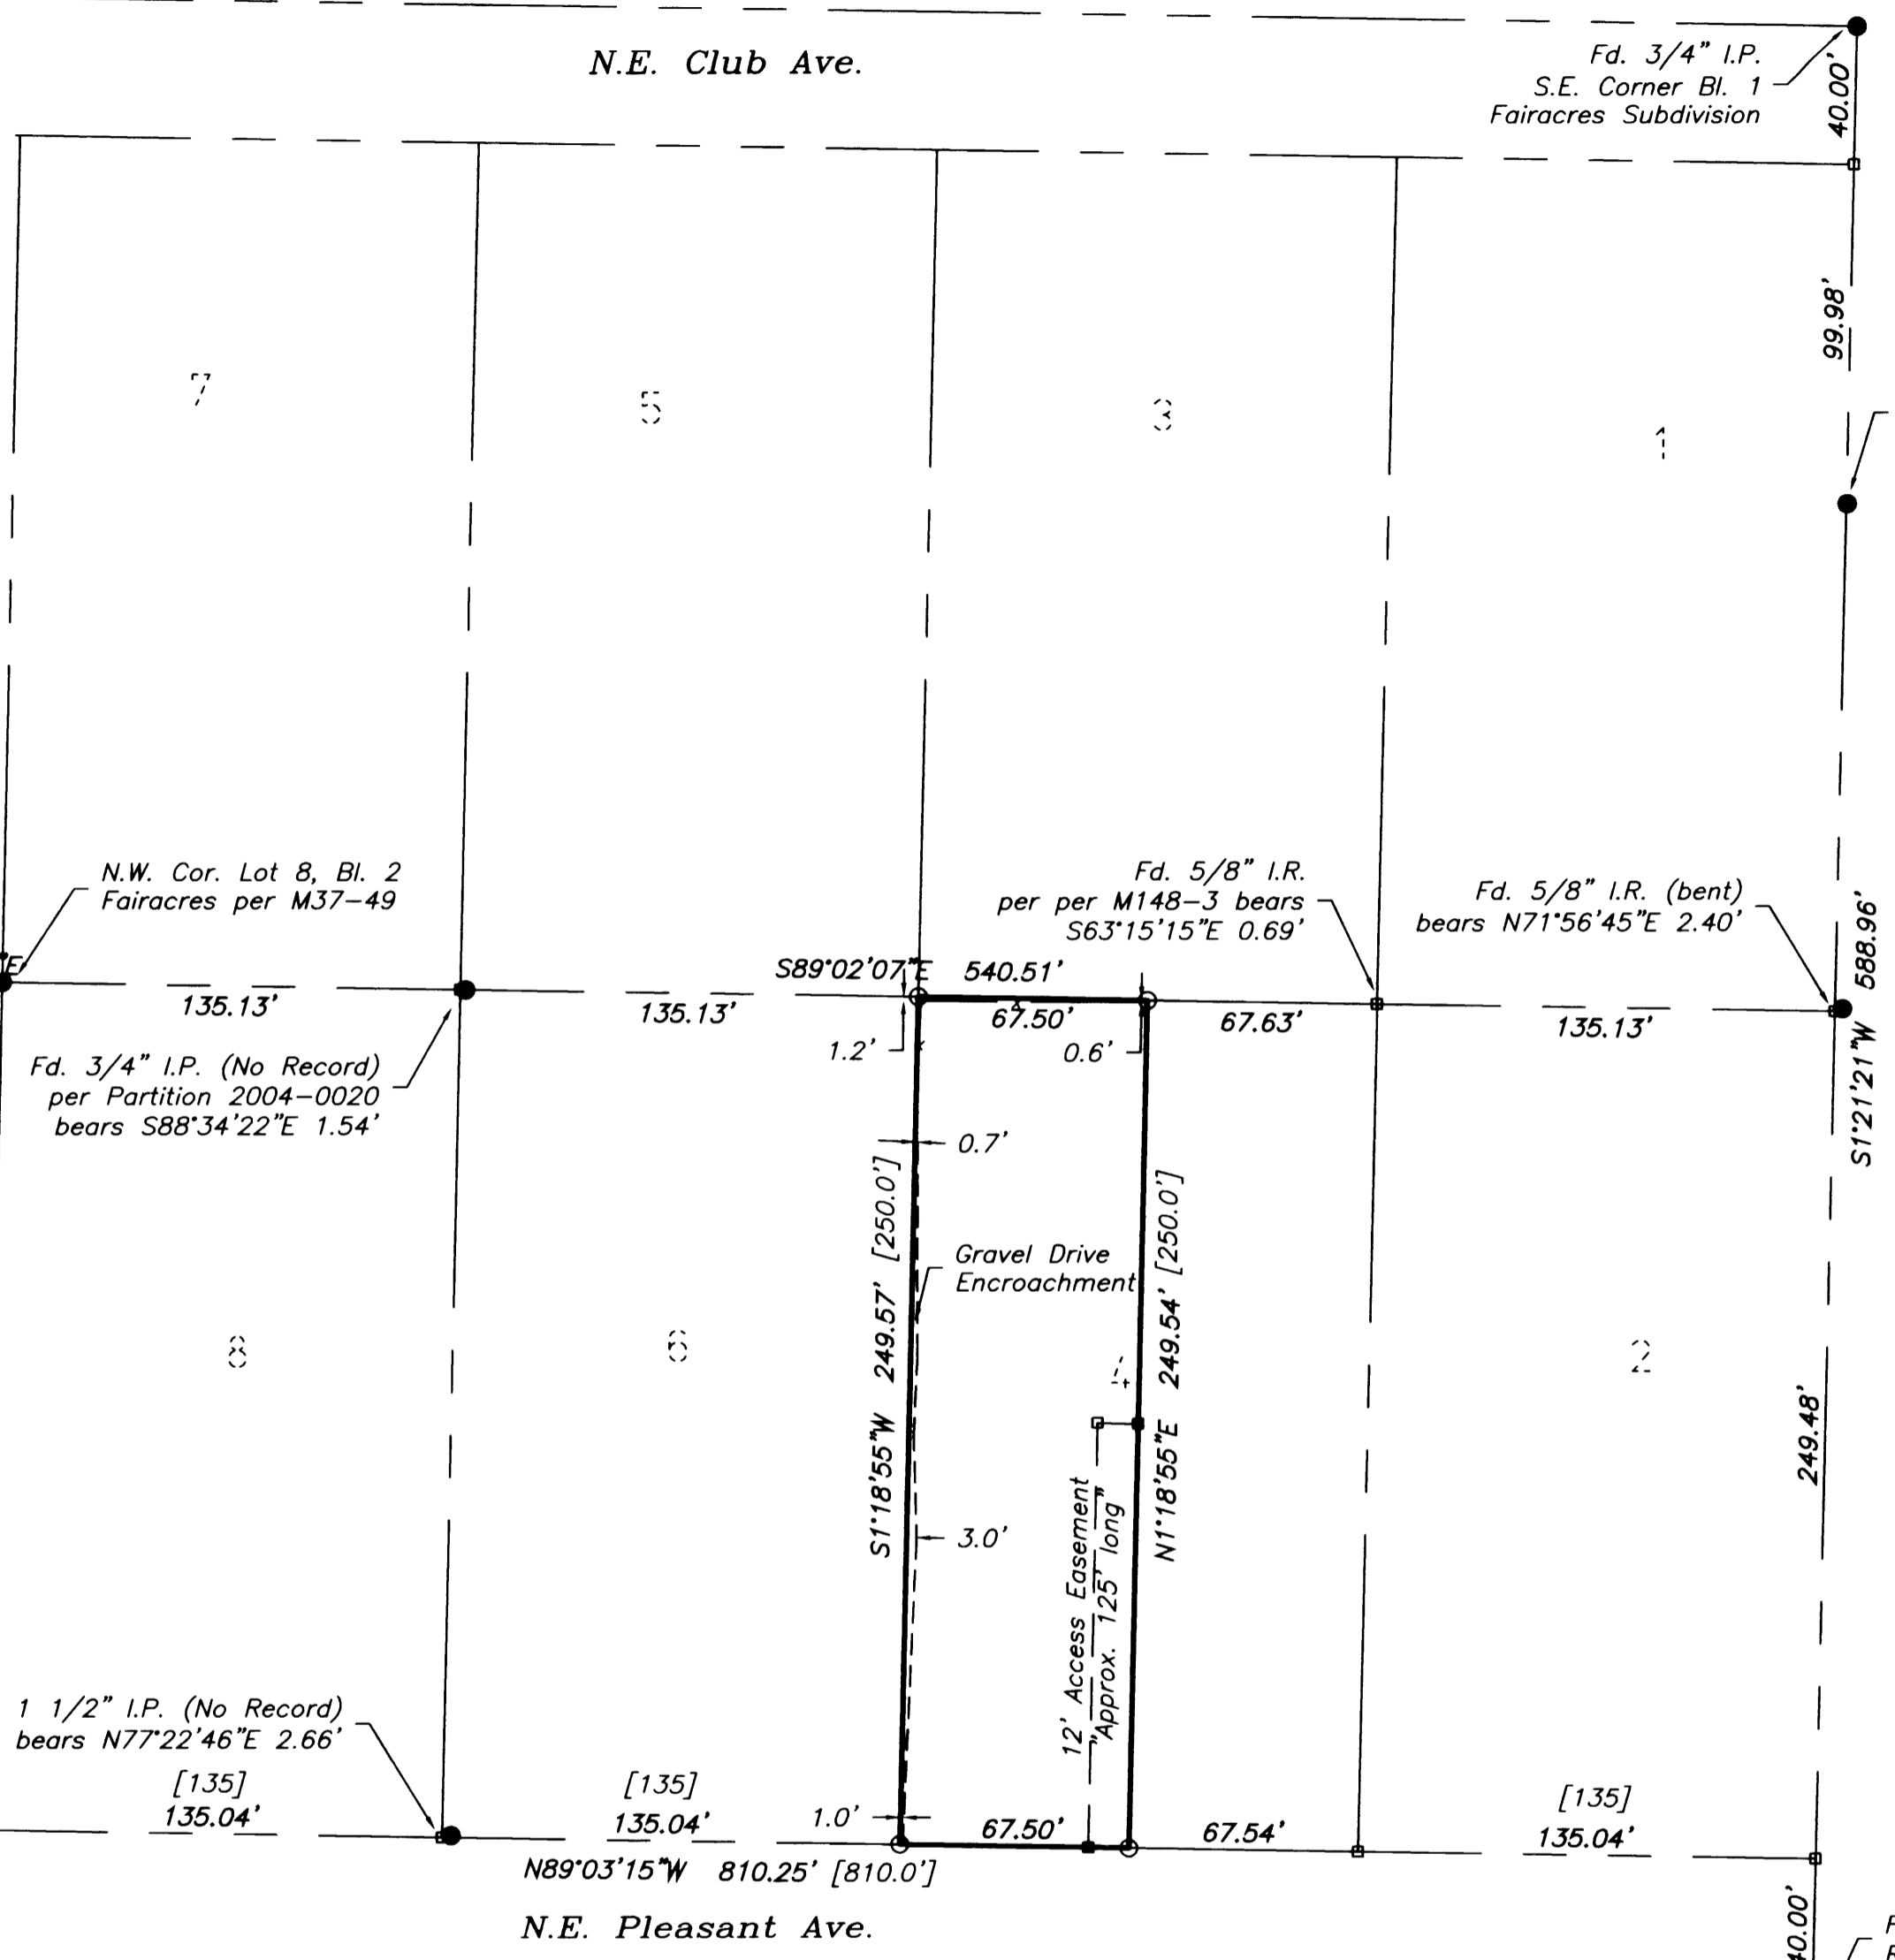 N.E. Club Ave.
Fd. 3/4" I.P.
S.E. Corner Bl. 1
Fairacres Subdivision
40.00'
99.98'
7
5
3
1
N.W. Cor. Lot 8, Bl. 2
Fairacres per M37-49
Fd. 5/8" I.R.
per per M148-3 bears
S63°15'15"E 0.69'
Fd. 5/8" I.R. (bent)
bears N71°56'45"E 2.40'
S1°21'21"W 588.96'
S89°02'07"E 540.51'
135.13'
135.13'
67.50'
67.63'
135.13'
1.2'
0.6'
Fd. 3/4" I.P. (No Record)
per Partition 2004-0020
bears S88°34'22"E 1.54'
0.7'
S1°18'55"W 249.57' [250.0']
N1°18'55"E 249.54' [250.0']
Gravel Drive
Encroachment
8
6
4
2
249.48'
12' Access Easement
"Approx. 125' long"
3.0'
1 1/2" I.P. (No Record)
bears N77°22'46"E 2.66'
[135]
135.04'
[135]
135.04'
1.0'
67.50'
67.54'
[135]
135.04'
N89°03'15"W 810.25' [810.0']
N.E. Pleasant Ave.